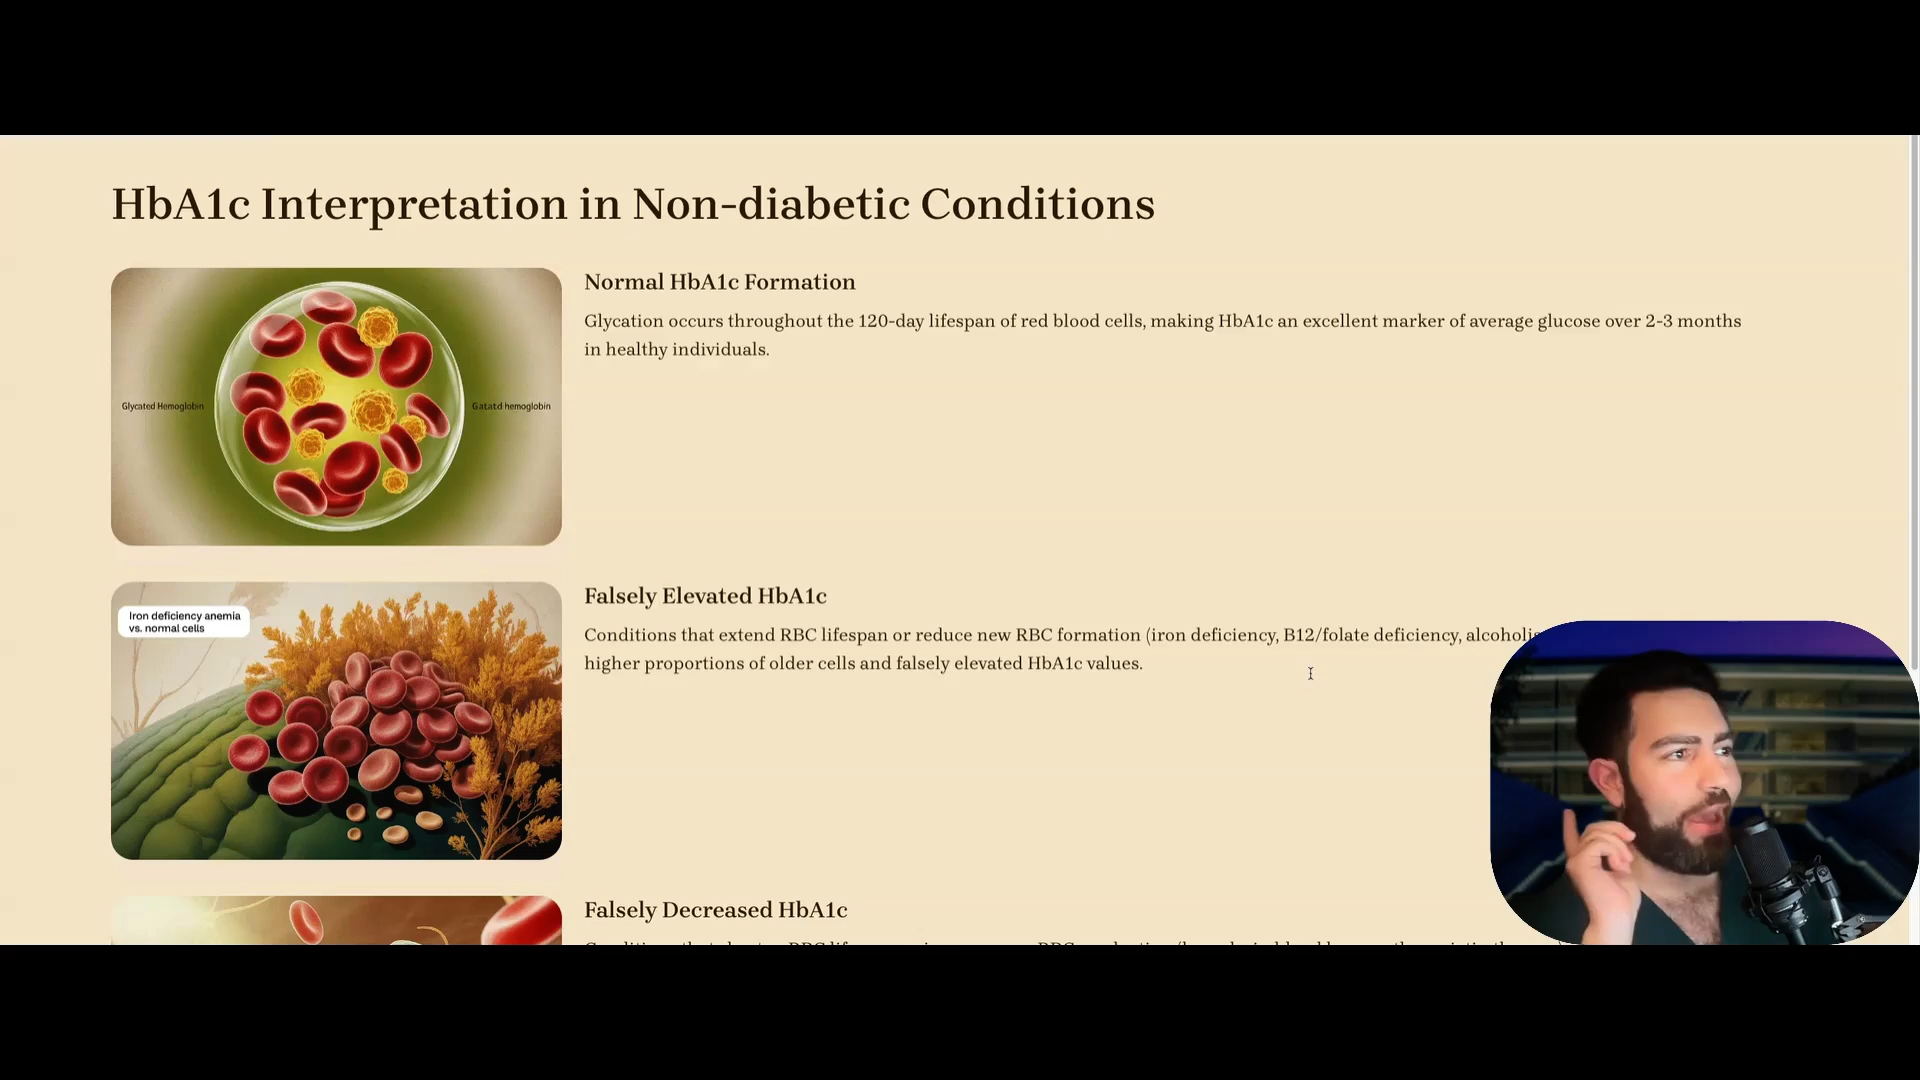 HbA1c Interpretation in Non-diabetic Conditions
Normal HbA1c Formation
Glycation occurs throughout the 120-day lifespan of red blood cells, making HbA1c an excellent marker of average glucose over 2-3 months
in healthy individuals.
Glycated Hemoglobin
Gatatd hemoglobin
Falsely Elevated HbA1c
Conditions that extend RBC lifespan or reduce new RBC formation (iron deficiency, B12/folate deficiency,
higher proportions of older cells and falsely elevated HbA1c values.
Iron deficiency anemia
vs. normal cells
Falsely Decreased HbA1c